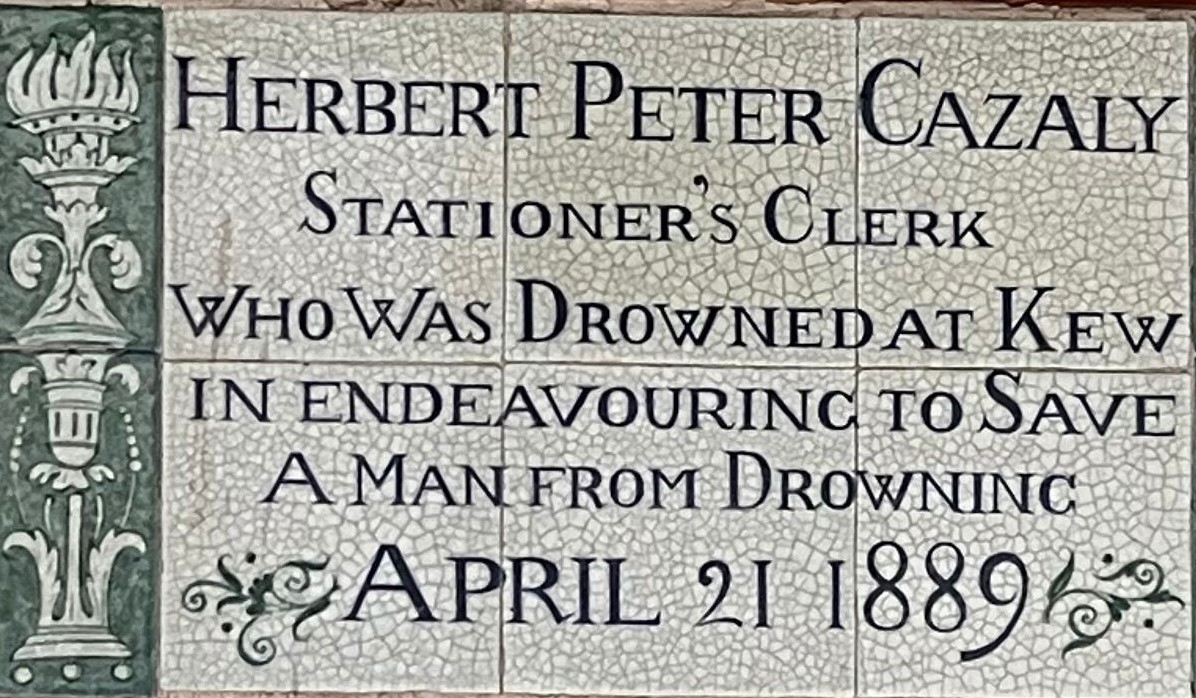 HERBERT PETER CAZALY
STATIONER'S CLERK
WHO WAS DROWNED AT KEW
IN ENDEAVOURING TO SAVE
A MAN FROM DROWNING
APRIL 21 1889